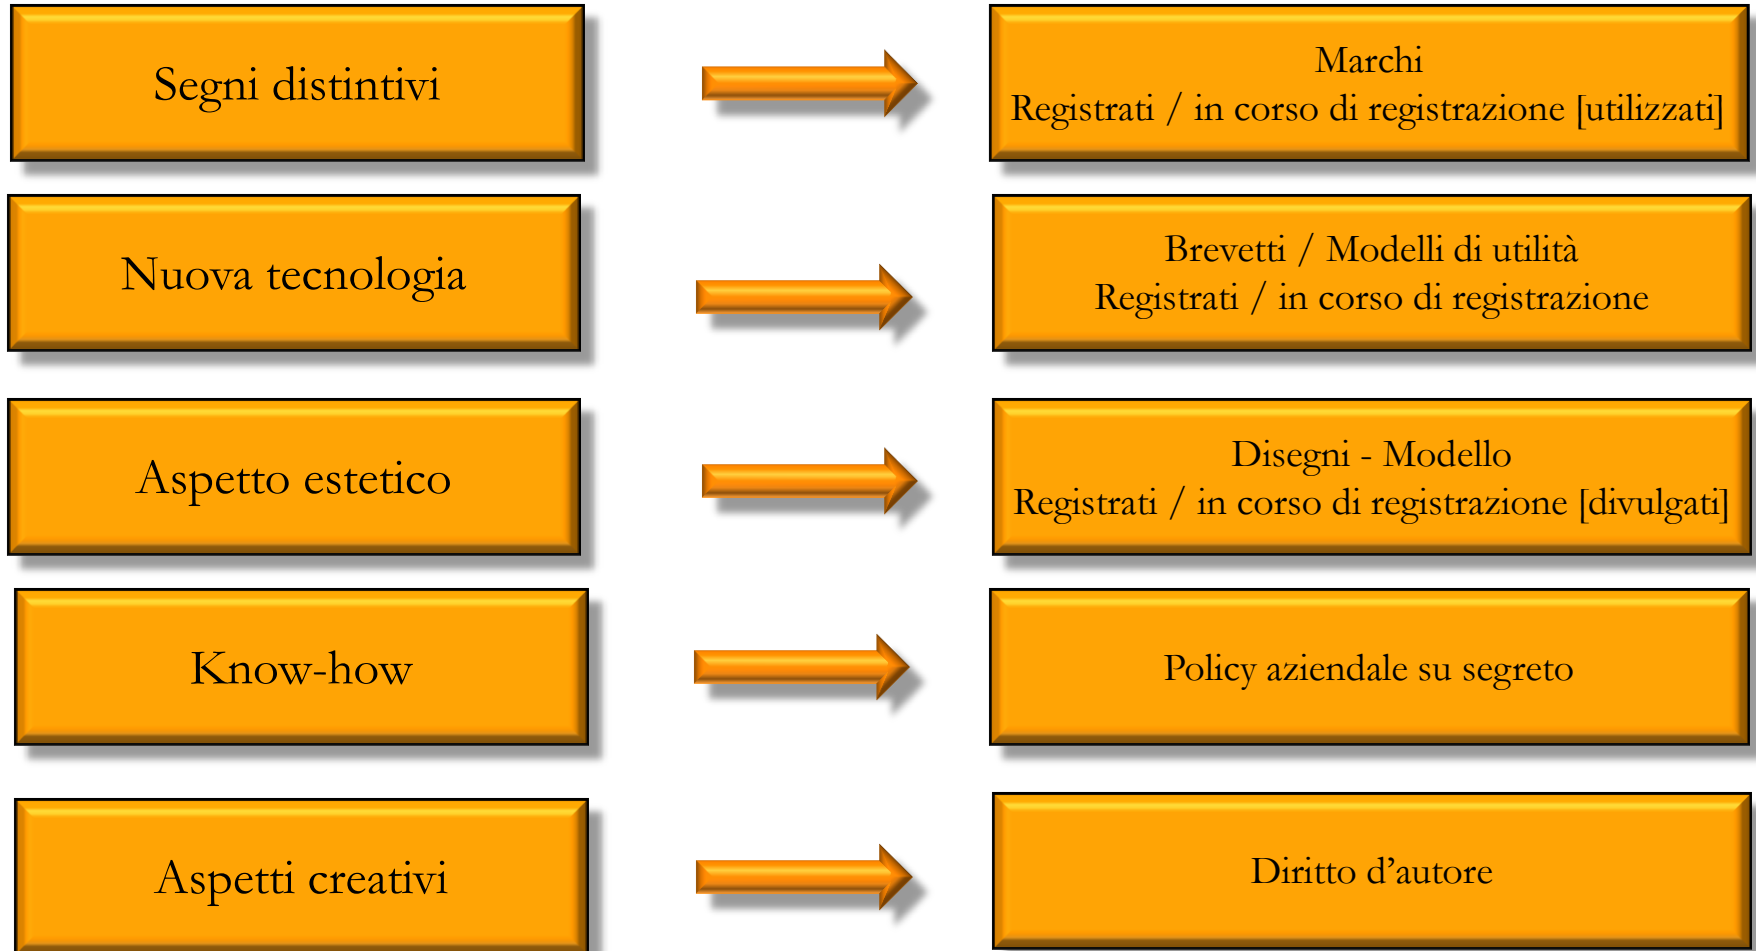 Segni distintivi
Marchi
Registrati / in corso di registrazione [utilizzati]
Nuova tecnologia
Brevetti / Modelli di utilità
Registrati / in corso di registrazione
Aspetto estetico
Disegni - Modello
Registrati / in corso di registrazione [divulgati]
Know-how
Policy aziendale su segreto
Aspetti creativi
Diritto d’autore